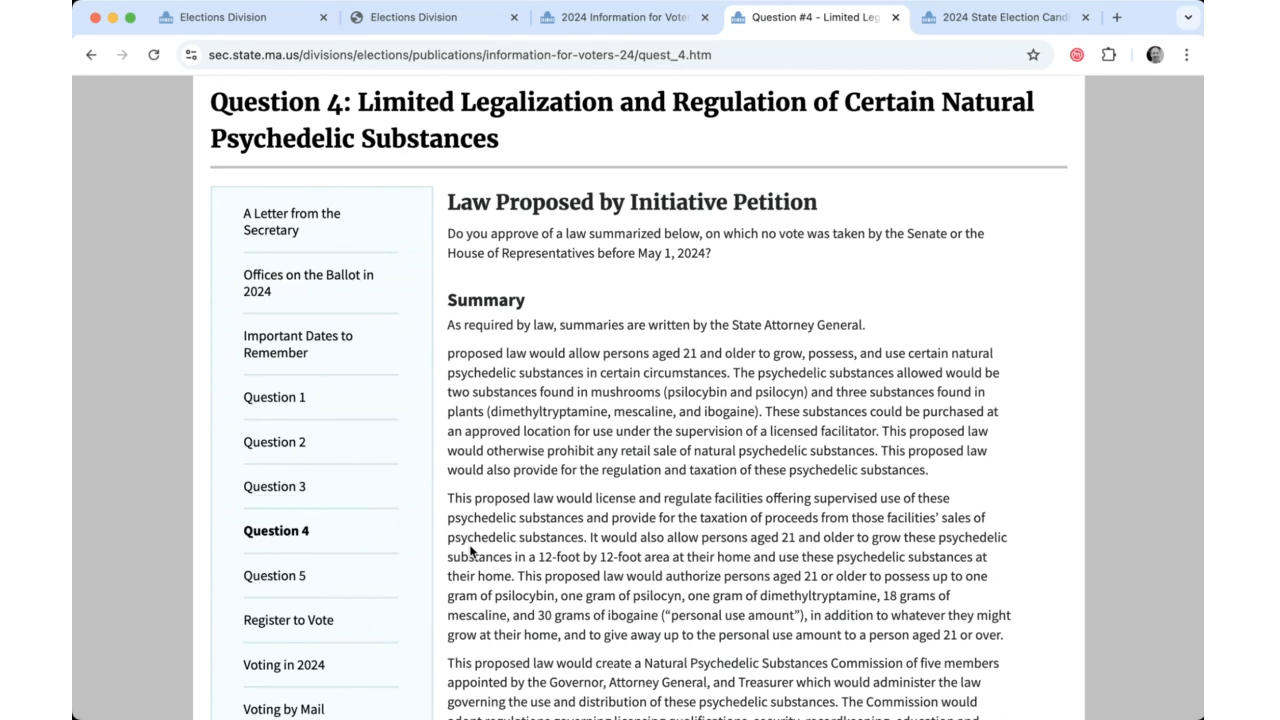 Elections Division
Elections Division
2024 Information for Vote
Question #4 - Limited Leg
2024 State Election Cand
sec.state.ma.us/divisions/elections/publications/information-for-voters-24/quest_4.htm
Question 4: Limited Legalization and Regulation of Certain Natural
Psychedelic Substances
A Letter from the
Secretary
Offices on the Ballot in
2024
Important Dates to
Remember
Question 1
Question 2
Question 3
Question 4
Question 5
Register to Vote
Voting in 2024
Voting by Mail
Law Proposed by Initiative Petition
Do you approve of a law summarized below, on which no vote was taken by the Senate or the
House of Representatives before May 1, 2024?
Summary
As required by law, summaries are written by the State Attorney General.
proposed law would allow persons aged 21 and older to grow, possess, and use certain natural
psychedelic substances in certain circumstances. The psychedelic substances allowed would be
two substances found in mushrooms (psilocybin and psilocyn) and three substances found in
plants (dimethyltryptamine, mescaline, and ibogaine). These substances could be purchased at
an approved location for use under the supervision of a licensed facilitator. This proposed law
would otherwise prohibit any retail sale of natural psychedelic substances. This proposed law
would also provide for the regulation and taxation of these psychedelic substances.
This proposed law would license and regulate facilities offering supervised use of these
psychedelic substances and provide for the taxation of proceeds from those facilities’ sales of
psychedelic substances. It would also allow persons aged 21 and older to grow these psychedelic
substances in a 12-foot by 12-foot area at their home and use these psychedelic substances at
their home. This proposed law would authorize persons aged 21 or older to possess up to one
gram of psilocybin, one gram of psilocyn, one gram of dimethyltryptamine, 18 grams of
mescaline, and 30 grams of ibogaine (“personal use amount”), in addition to whatever they might
grow at their home, and to give away up to the personal use amount to a person aged 21 or over.
This proposed law would create a Natural Psychedelic Substances Commission of five members
appointed by the Governor, Attorney General, and Treasurer which would administer the law
governing the use and distribution of these psychedelic substances. The Commission would
adopt regulations governing licensing qualifications, security, recordkeeping, education and